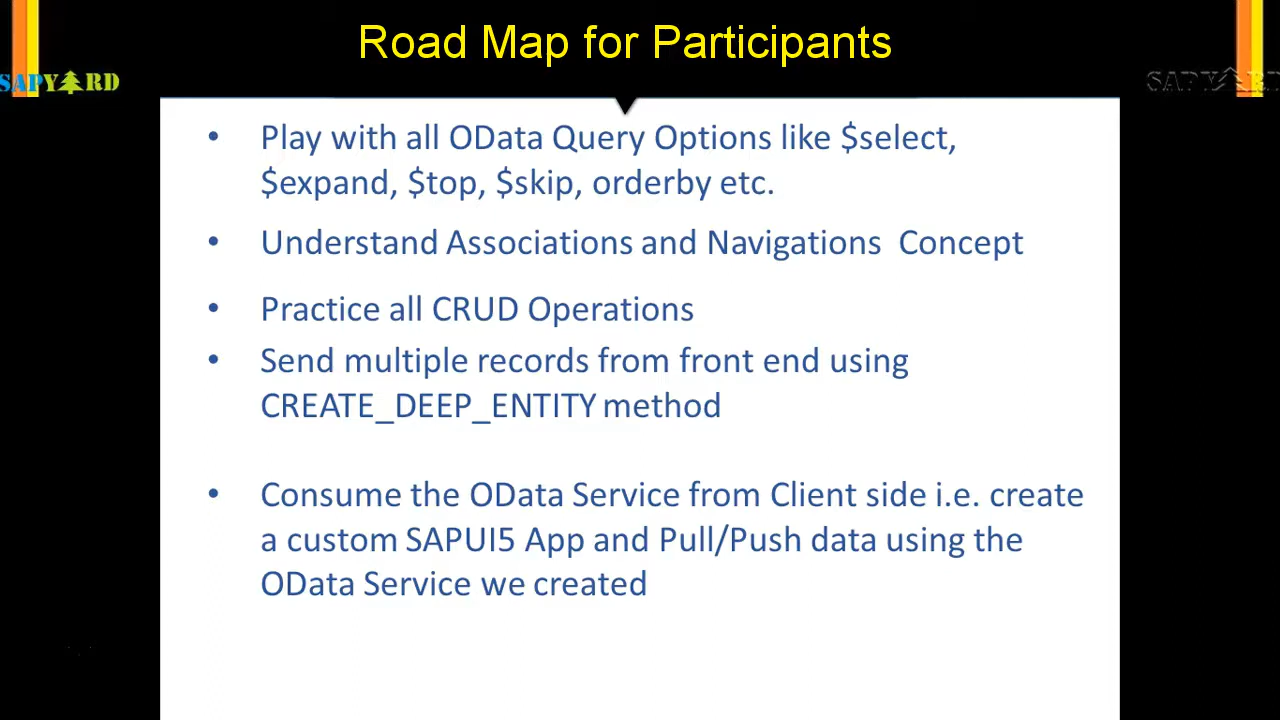 Road Map for Participants
SAPYARD
SAPYARD
• Play with all OData Query Options like $select,
$expand, $top, $skip, orderby etc.
• Understand Associations and Navigations  Concept
• Practice all CRUD Operations
• Send multiple records from front end using
CREATE_DEEP_ENTITY method
• Consume the OData Service from Client side i.e. create
a custom SAPUI5 App and Pull/Push data using the
OData Service we created